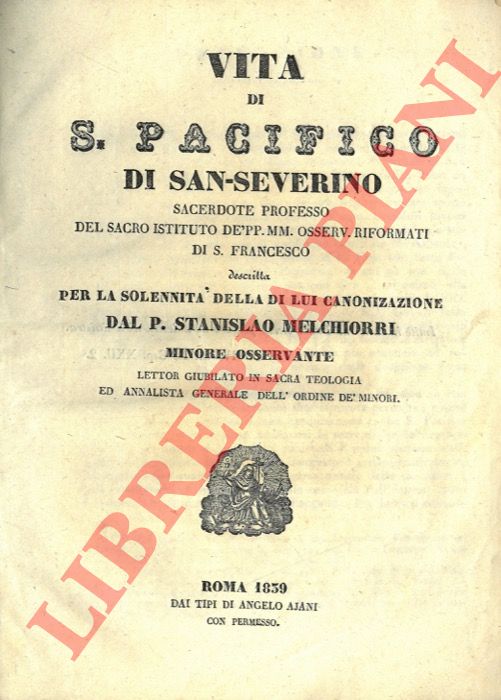 VITA
DI
S. PACIFICO
DI SAN-SEVERINO
SACERDOTE PROFESSO
DEL SACRO ISTITUTO DE' PP. MM. OSSERV. RIFORMATI
DI S. FRANCESCO
descritta
PER LA SOLENNITA' DELLA DI LUI CANONIZAZIONE
DAL P. STANISLAO MELCHIORRI
MINORE OSSERVANTE
LETTOR GIUBILATO IN SACRA TEOLOGIA
ED ANNALISTA GENERALE DELL' ORDINE DE' MINORI.
ROMA 1839
DAI TIPI DI ANGELO AJANI
CON PERMESSO.
LIBRERIA PIANI